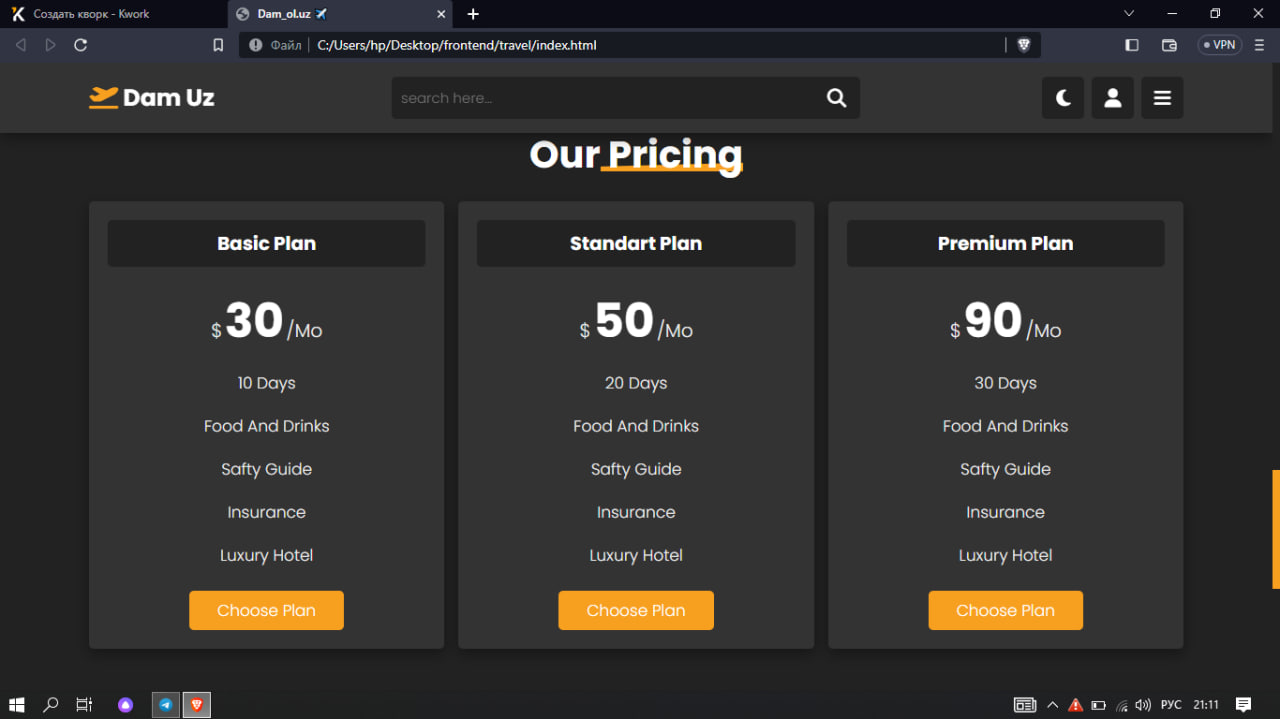 Создать кворк - Kwork
Dam_ol.uz ✈️
Файл C:/Users/hp/Desktop/frontend/travel/index.html
VPN
Dam Uz
search here...
Our Pricing
Basic Plan
$ 30 /Mo
10 Days
Food And Drinks
Safty Guide
Insurance
Luxury Hotel
Choose Plan
Standart Plan
$ 50 /Mo
20 Days
Food And Drinks
Safty Guide
Insurance
Luxury Hotel
Choose Plan
Premium Plan
$ 90 /Mo
30 Days
Food And Drinks
Safty Guide
Insurance
Luxury Hotel
Choose Plan
РУС 21:11